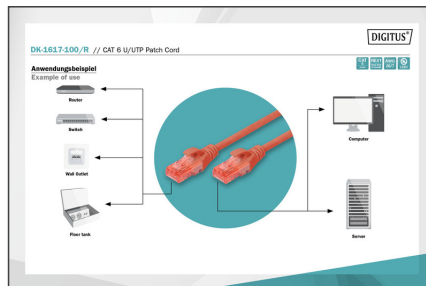 DIGITUS®
DK-1617-100/R // CAT 6 U/UTP Patch Cord
Anwendungsbeispiel
Example of use
Router
Switch
Wall Outlet
Floor tank
Computer
Server